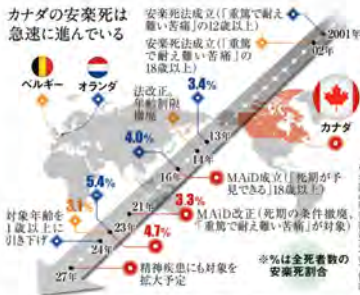 カナダの安楽死は
急速に進んでいる
ベルギー
オランダ
安楽死法成立(「重篤で耐え
難い苦痛」の12歳以上)
安楽死法成立(「重篤で
耐え難い苦痛」の
18歳以上)
2001年
02年
法改正、
年齢制限
撤廃
3.4%
13年
14年
カナダ
4.0%
16年
MAiD成立(「死期が予
見できる」18歳以上)
5.4%
3.3%
21年
MAiD改正(死期の条件撤廃、
「重篤で耐え難い苦痛」が対象)
3.1%
23年
4.7%
対象年齢を
1歳以上に
引き下げ
24年
27年
精神疾患にも対象を
拡大予定
※%は全死者数の
安楽死割合